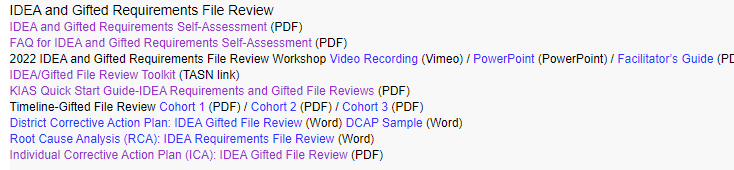 IDEA and Gifted Requirements File Review
IDEA and Gifted Requirements Self-Assessment (PDF)
FAQ for IDEA and Gifted Requirements Self-Assessment (PDF)
2022 IDEA and Gifted Requirements File Review Workshop Video Recording (Vimeo) / PowerPoint (PowerPoint) / Facilitator's Guide
IDEA/Gifted File Review Toolkit (TASN link)
KIAS Quick Start Guide-IDEA Requirements and Gifted File Reviews (PDF)
Timeline-Gifted File Review Cohort 1 (PDF) / Cohort 2 (PDF) / Cohort 3 (PDF)
District Corrective Action Plan: IDEA Gifted File Review (Word) DCAP Sample (Word)
Root Cause Analysis (RCA): IDEA Requirements File Review (Word)
Individual Corrective Action Plan (ICA): IDEA Gifted File Review (PDF)